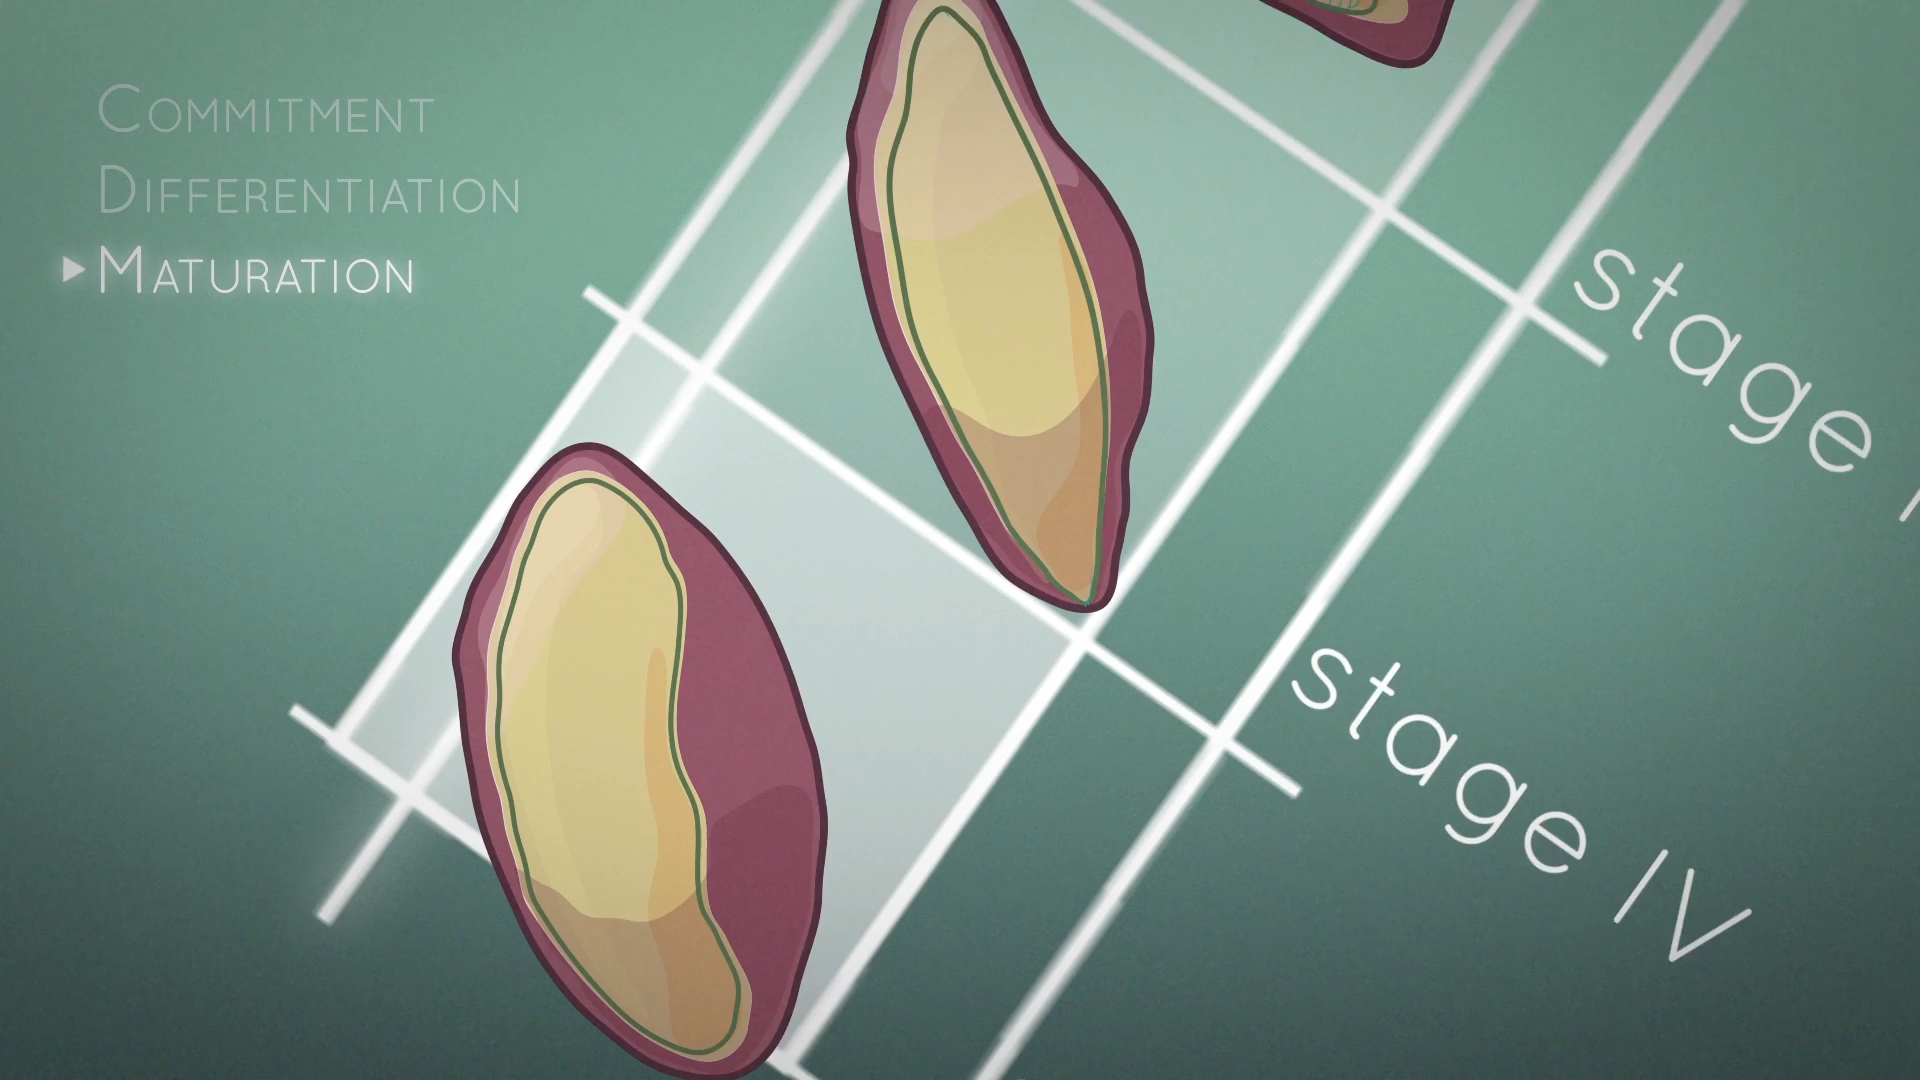 Commitment
Differentiation
Maturation
stage
stage IV